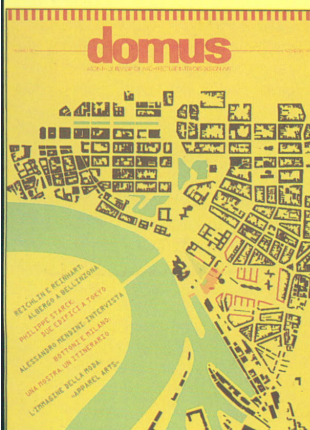 domus
REICHLIN E REINHART:
ALBERGO A BELLINZONA
PHILIPPE STARCK:
DUE EDIFICI A TOKYO
ALESSANDRO MENDINI INTERVISTA
BOTTONI E MILANO:
UNA MOSTRA, UN ITINERARIO
L'IMMAGINE DELLA MODA:
«APPAREL ARTS»